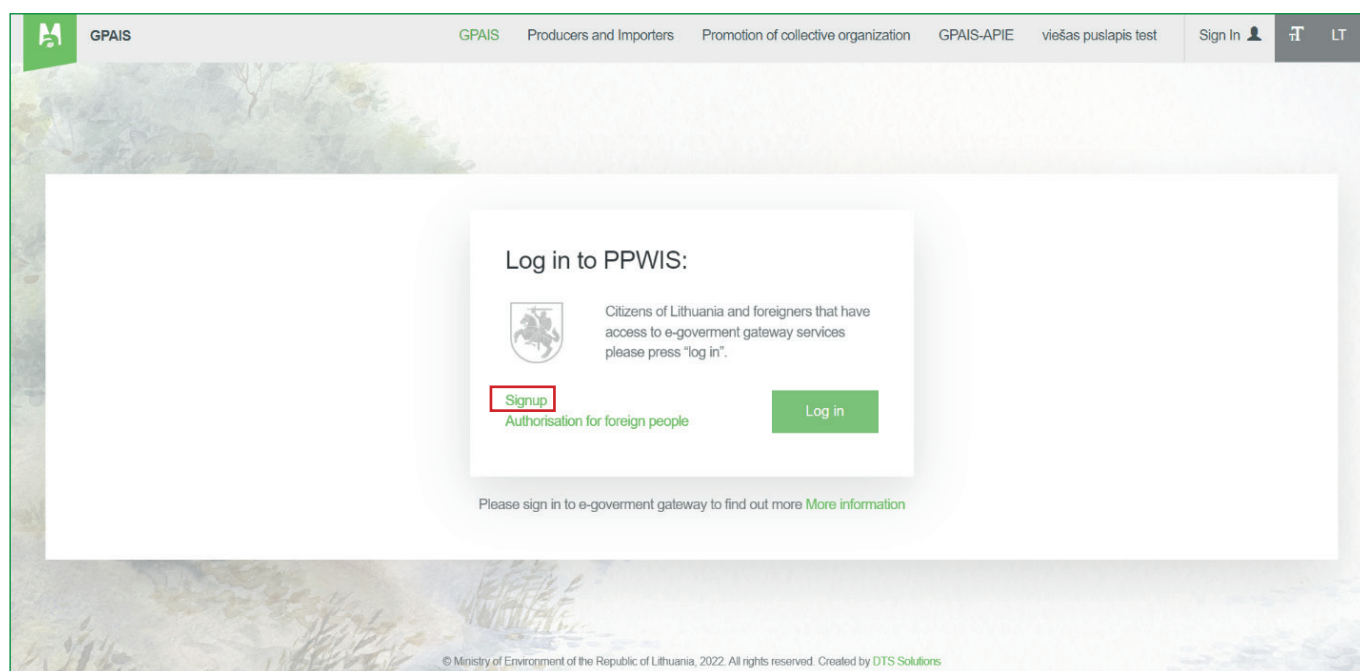 GPAIS
GPAIS Producers and Importers Promotion of collective organization GPAIS-APIE viešas puslapis test Sign In TT LT
Log in to PPWIS:
Citizens of Lithuania and foreigners that have
access to e-goverment gateway services
please press “log in”.
Signup
Authorisation for foreign people
Log in
Please sign in to e-goverment gateway to find out more More information
© Ministry of Environment of the Republic of Lithuania, 2022. All rights reserved. Created by DTS Solutions